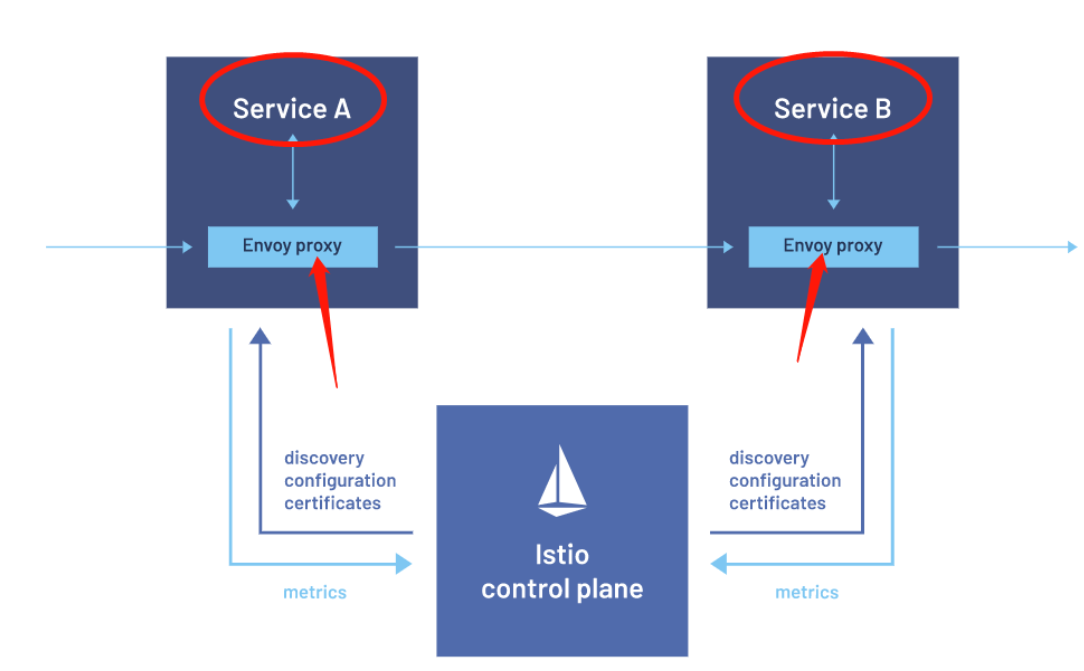 Service A
Service B
Envoy proxy
Envoy proxy
discovery
configuration
certificates
discovery
configuration
certificates
Istio
control plane
metrics
metrics